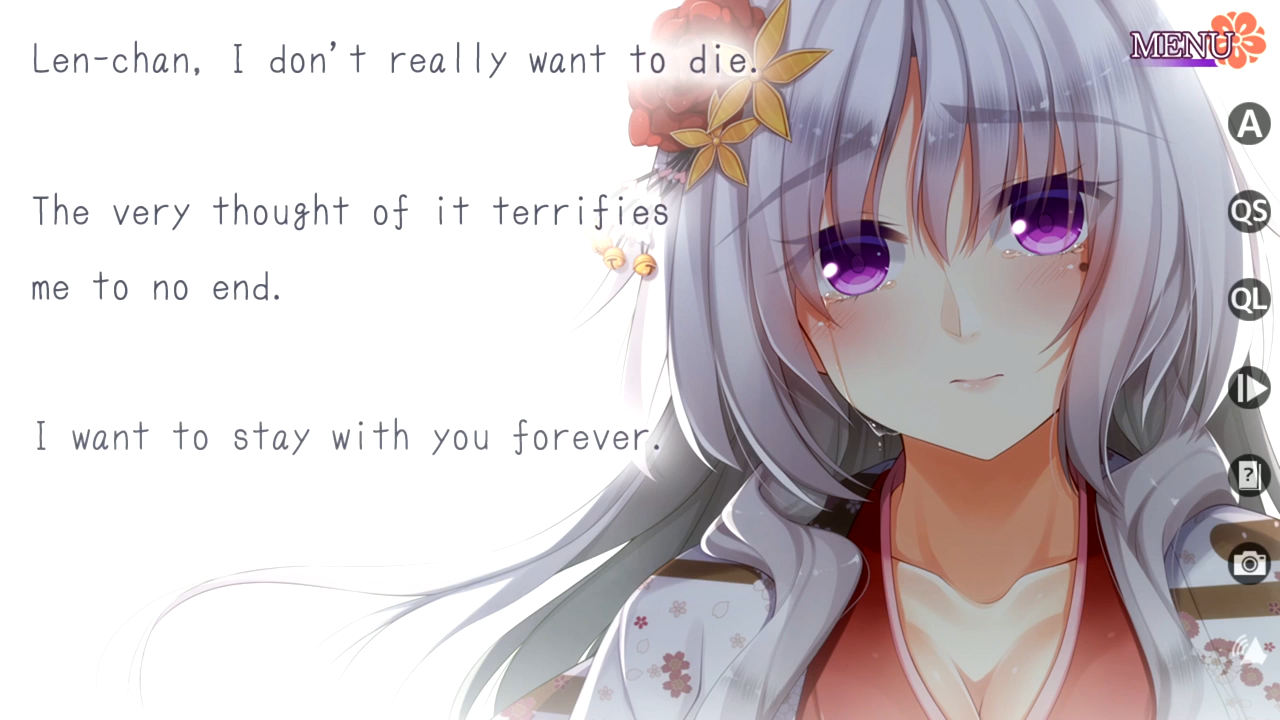 Len-chan, I don't really want to die.
The very thought of it terrifies
me to no end.
I want to stay with you forever.
MENU
A
QS
QL
?